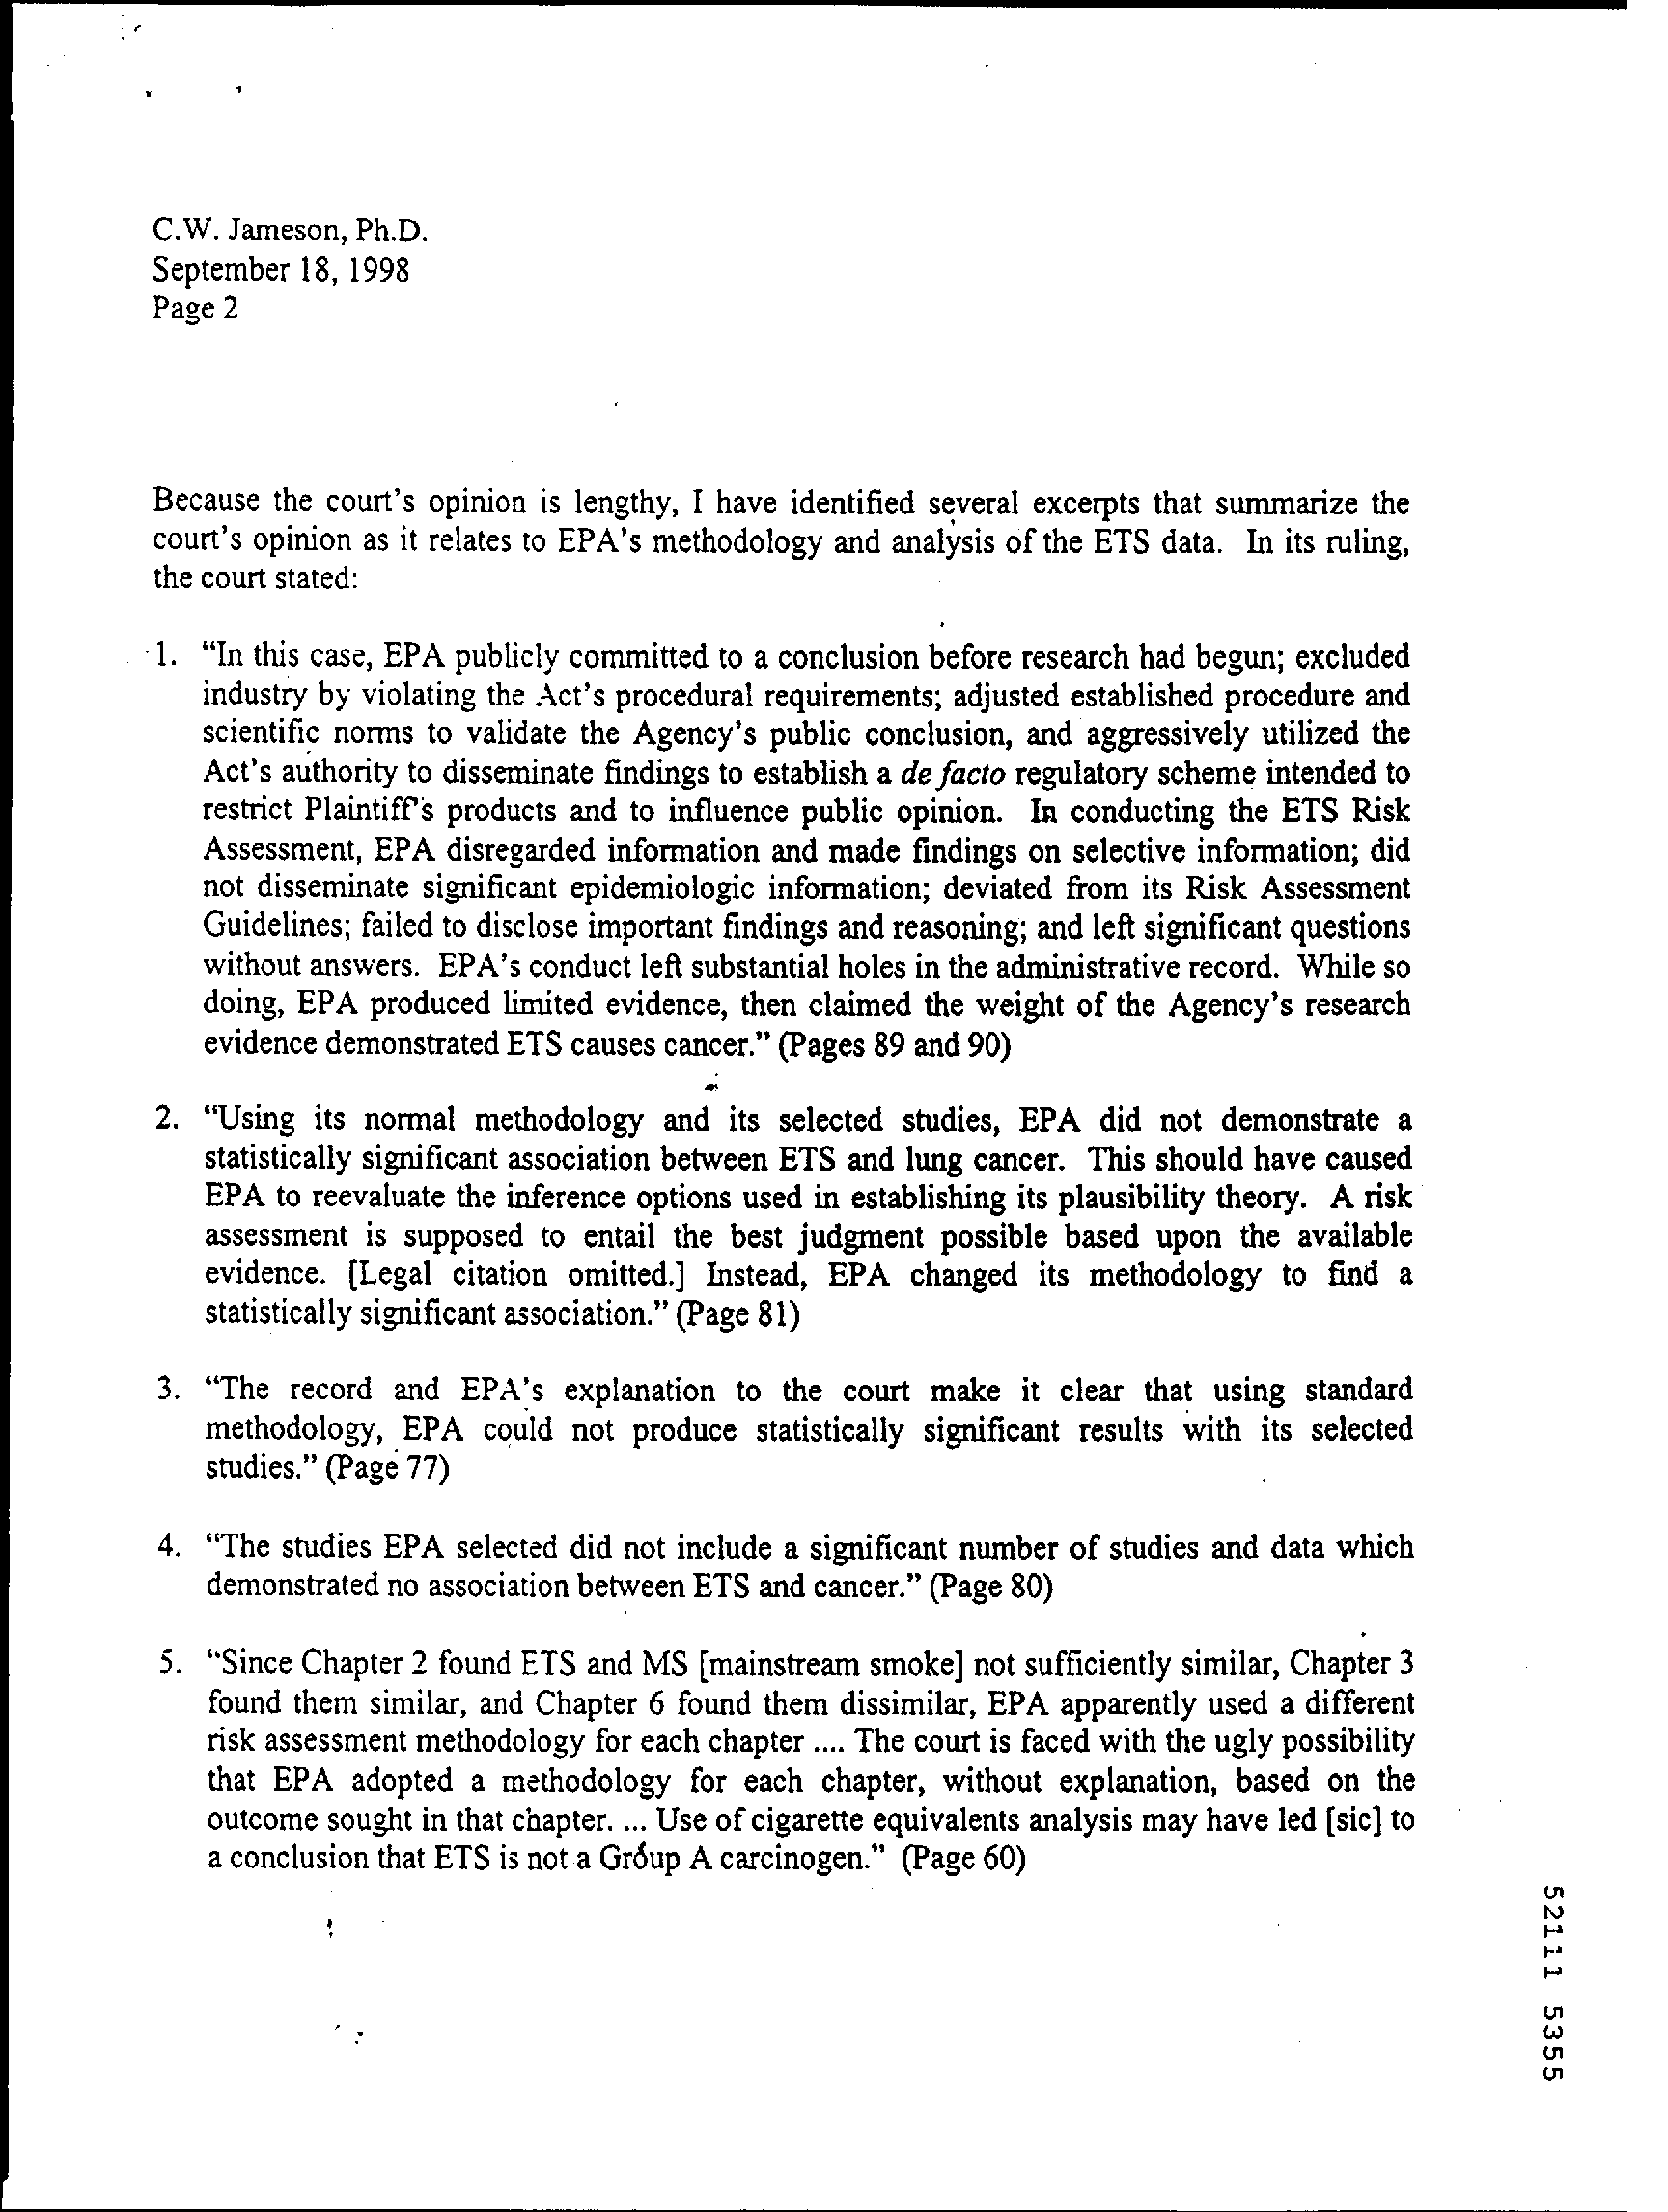 C.W. Jameson, Ph.D.
September 18, 1998
Page 2
Because the court's opinion is lengthy, I have identified several excerpts that summarize the
court's opinion as it relates to EPA's methodology and analysis of the ETS data. In its ruling,
the court stated:
1. "In this case, EPA publicly committed to a conclusion before research had begun; excluded
industry by violating the Act's procedural requirements; adjusted established procedure and
scientific norms to validate the Agency's public conclusion, and aggressively utilized the
Act's authority to disseminate findings to establish a de facto regulatory scheme intended to
restrict Plaintiff's products and to influence public opinion. In conducting the ETS Risk
Assessment, EPA disregarded information and made findings on selective information; did
not disseminate significant epidemiologic information; deviated from its Risk Assessment
Guidelines; failed to disclose important findings and reasoning; and left significant questions
without answers. EPA's conduct left substantial holes in the administrative record. While so
doing, EPA produced limited evidence, then claimed the weight of the Agency's research
evidence demonstrated ETS causes cancer." (Pages 89 and 90)
2. "Using its normal methodology and its selected studies, EPA did not demonstrate a
statistically significant association between ETS and lung cancer. This should have caused
EPA to reevaluate the inference options used in establishing its plausibility theory. A risk
assessment is supposed to entail the best judgment possible based upon the available
evidence. [Legal citation omitted.] Instead, EPA changed its methodology to find a
statistically significant association." (Page 81)
3. "The record and EPA's explanation to the court make it clear that using standard
methodology, EPA could not produce statistically significant results with its selected
studies." (Page 77)
4. "The studies EPA selected did not include a significant number of studies and data which
demonstrated no association between ETS and cancer." (Page 80)
5. "Since Chapter 2 found ETS and MS [mainstream smoke] not sufficiently similar, Chapter 3
found them similar, and Chapter 6 found them dissimilar, EPA apparently used a different
risk assessment methodology for each chapter .... The court is faced with the ugly possibility
that EPA adopted a methodology for each chapter, without explanation, based on the
outcome sought in that chapter. ... Use of cigarette equivalents analysis may have led [sic] to
a conclusion that ETS is not a Group A carcinogen." (Page 60)
52111 5355